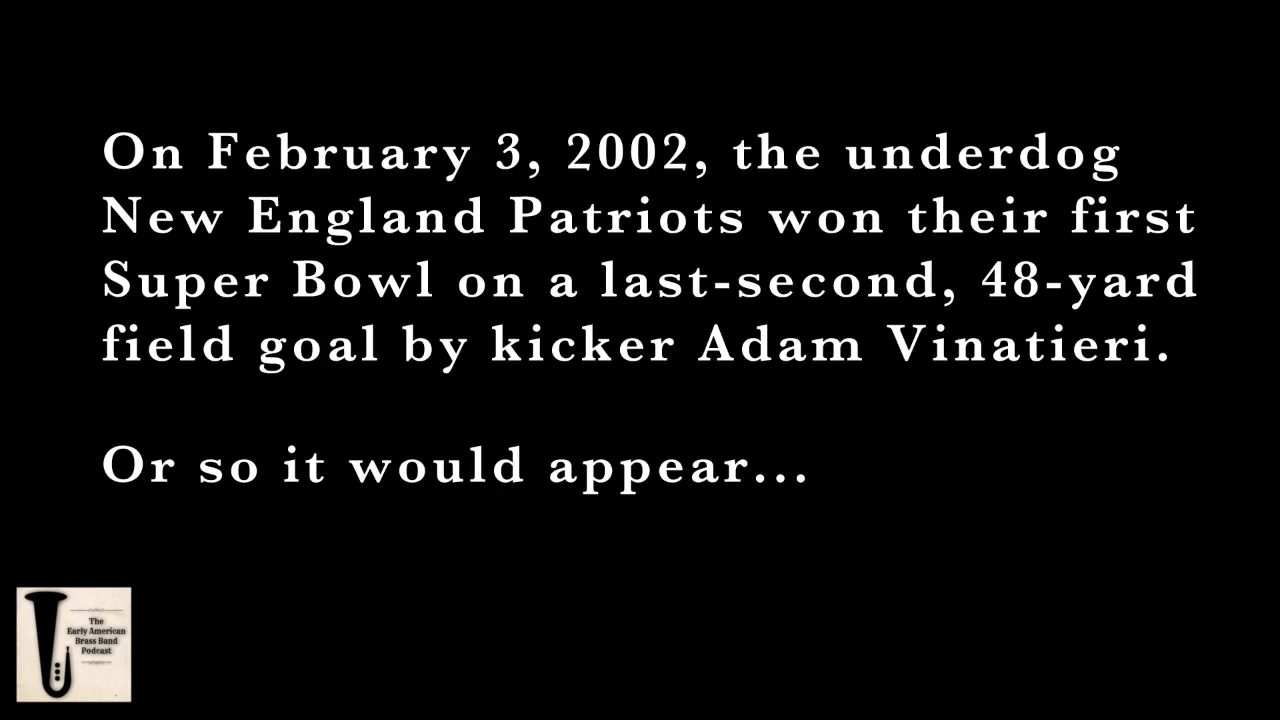 On February 3, 2002, the underdog
New England Patriots won their first
Super Bowl on a last-second, 48-yard
field goal by kicker Adam Vinatieri.
Or so it would appear...
The
Early American
Brass Band
Podcast